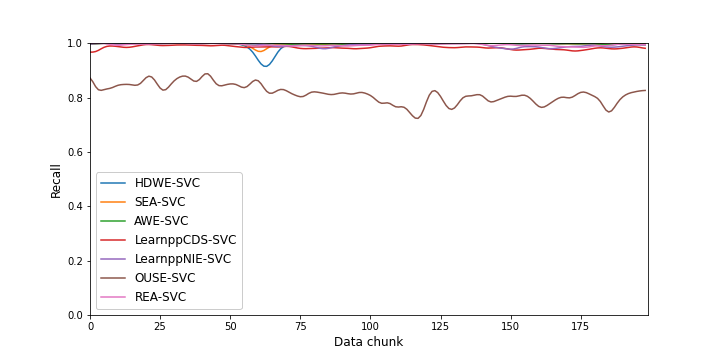 1.0
0.8
0.6
0.4
0.2
0.0
Recall
HDWE-SVC
SEA-SVC
AWE-SVC
LearnppCDS-SVC
LearnppNIE-SVC
OUSE-SVC
REA-SVC
0 25 50 75 100 125 150 175
Data chunk